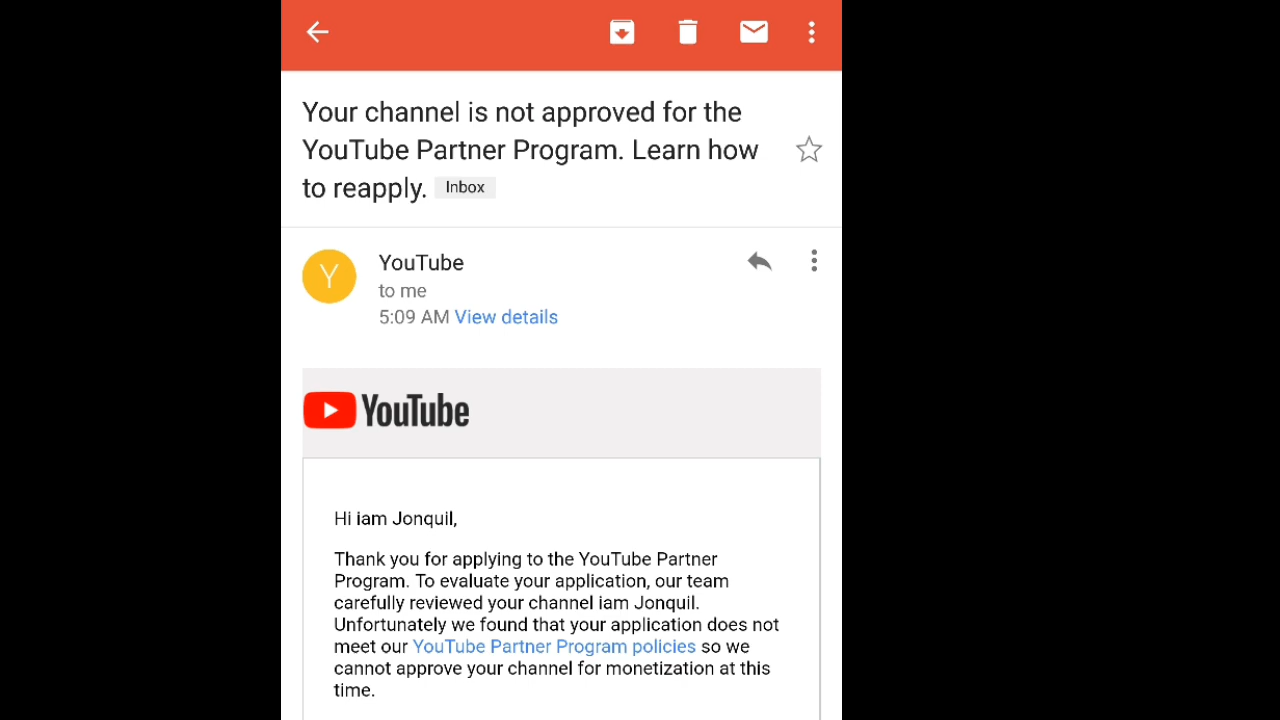 Your channel is not approved for the
YouTube Partner Program. Learn how
to reapply. Inbox
Y
YouTube
to me
5:09 AM View details
YouTube
Hi iam Jonquil,
Thank you for applying to the YouTube Partner
Program. To evaluate your application, our team
carefully reviewed your channel iam Jonquil.
Unfortunately we found that your application does not
meet our YouTube Partner Program policies so we
cannot approve your channel for monetization at this
time.